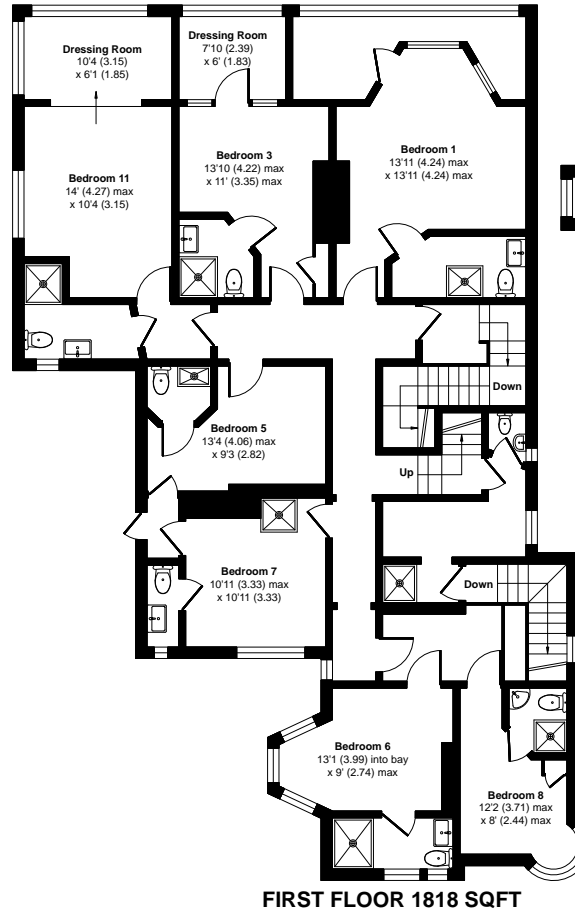 Dressing Room
10'4 (3.15)
x 6'1 (1.85)
Dressing Room
7'10 (2.39)
x 6' (1.83)
Bedroom 11
14' (4.27) max
x 10'4 (3.15)
Bedroom 3
13'10 (4.22) max
x 11' (3.35) max
Bedroom 1
13'11 (4.24) max
x 13'11 (4.24) max
Down
Bedroom 5
13'4 (4.06) max
x 9'3 (2.82)
Up
Bedroom 7
10'11 (3.33) max
x 10'11 (3.33)
Down
Bedroom 6
13'1 (3.99) into bay
x 9' (2.74) max
Bedroom 8
12'2 (3.71) max
x 8' (2.44) max
FIRST FLOOR 1818 SQFT